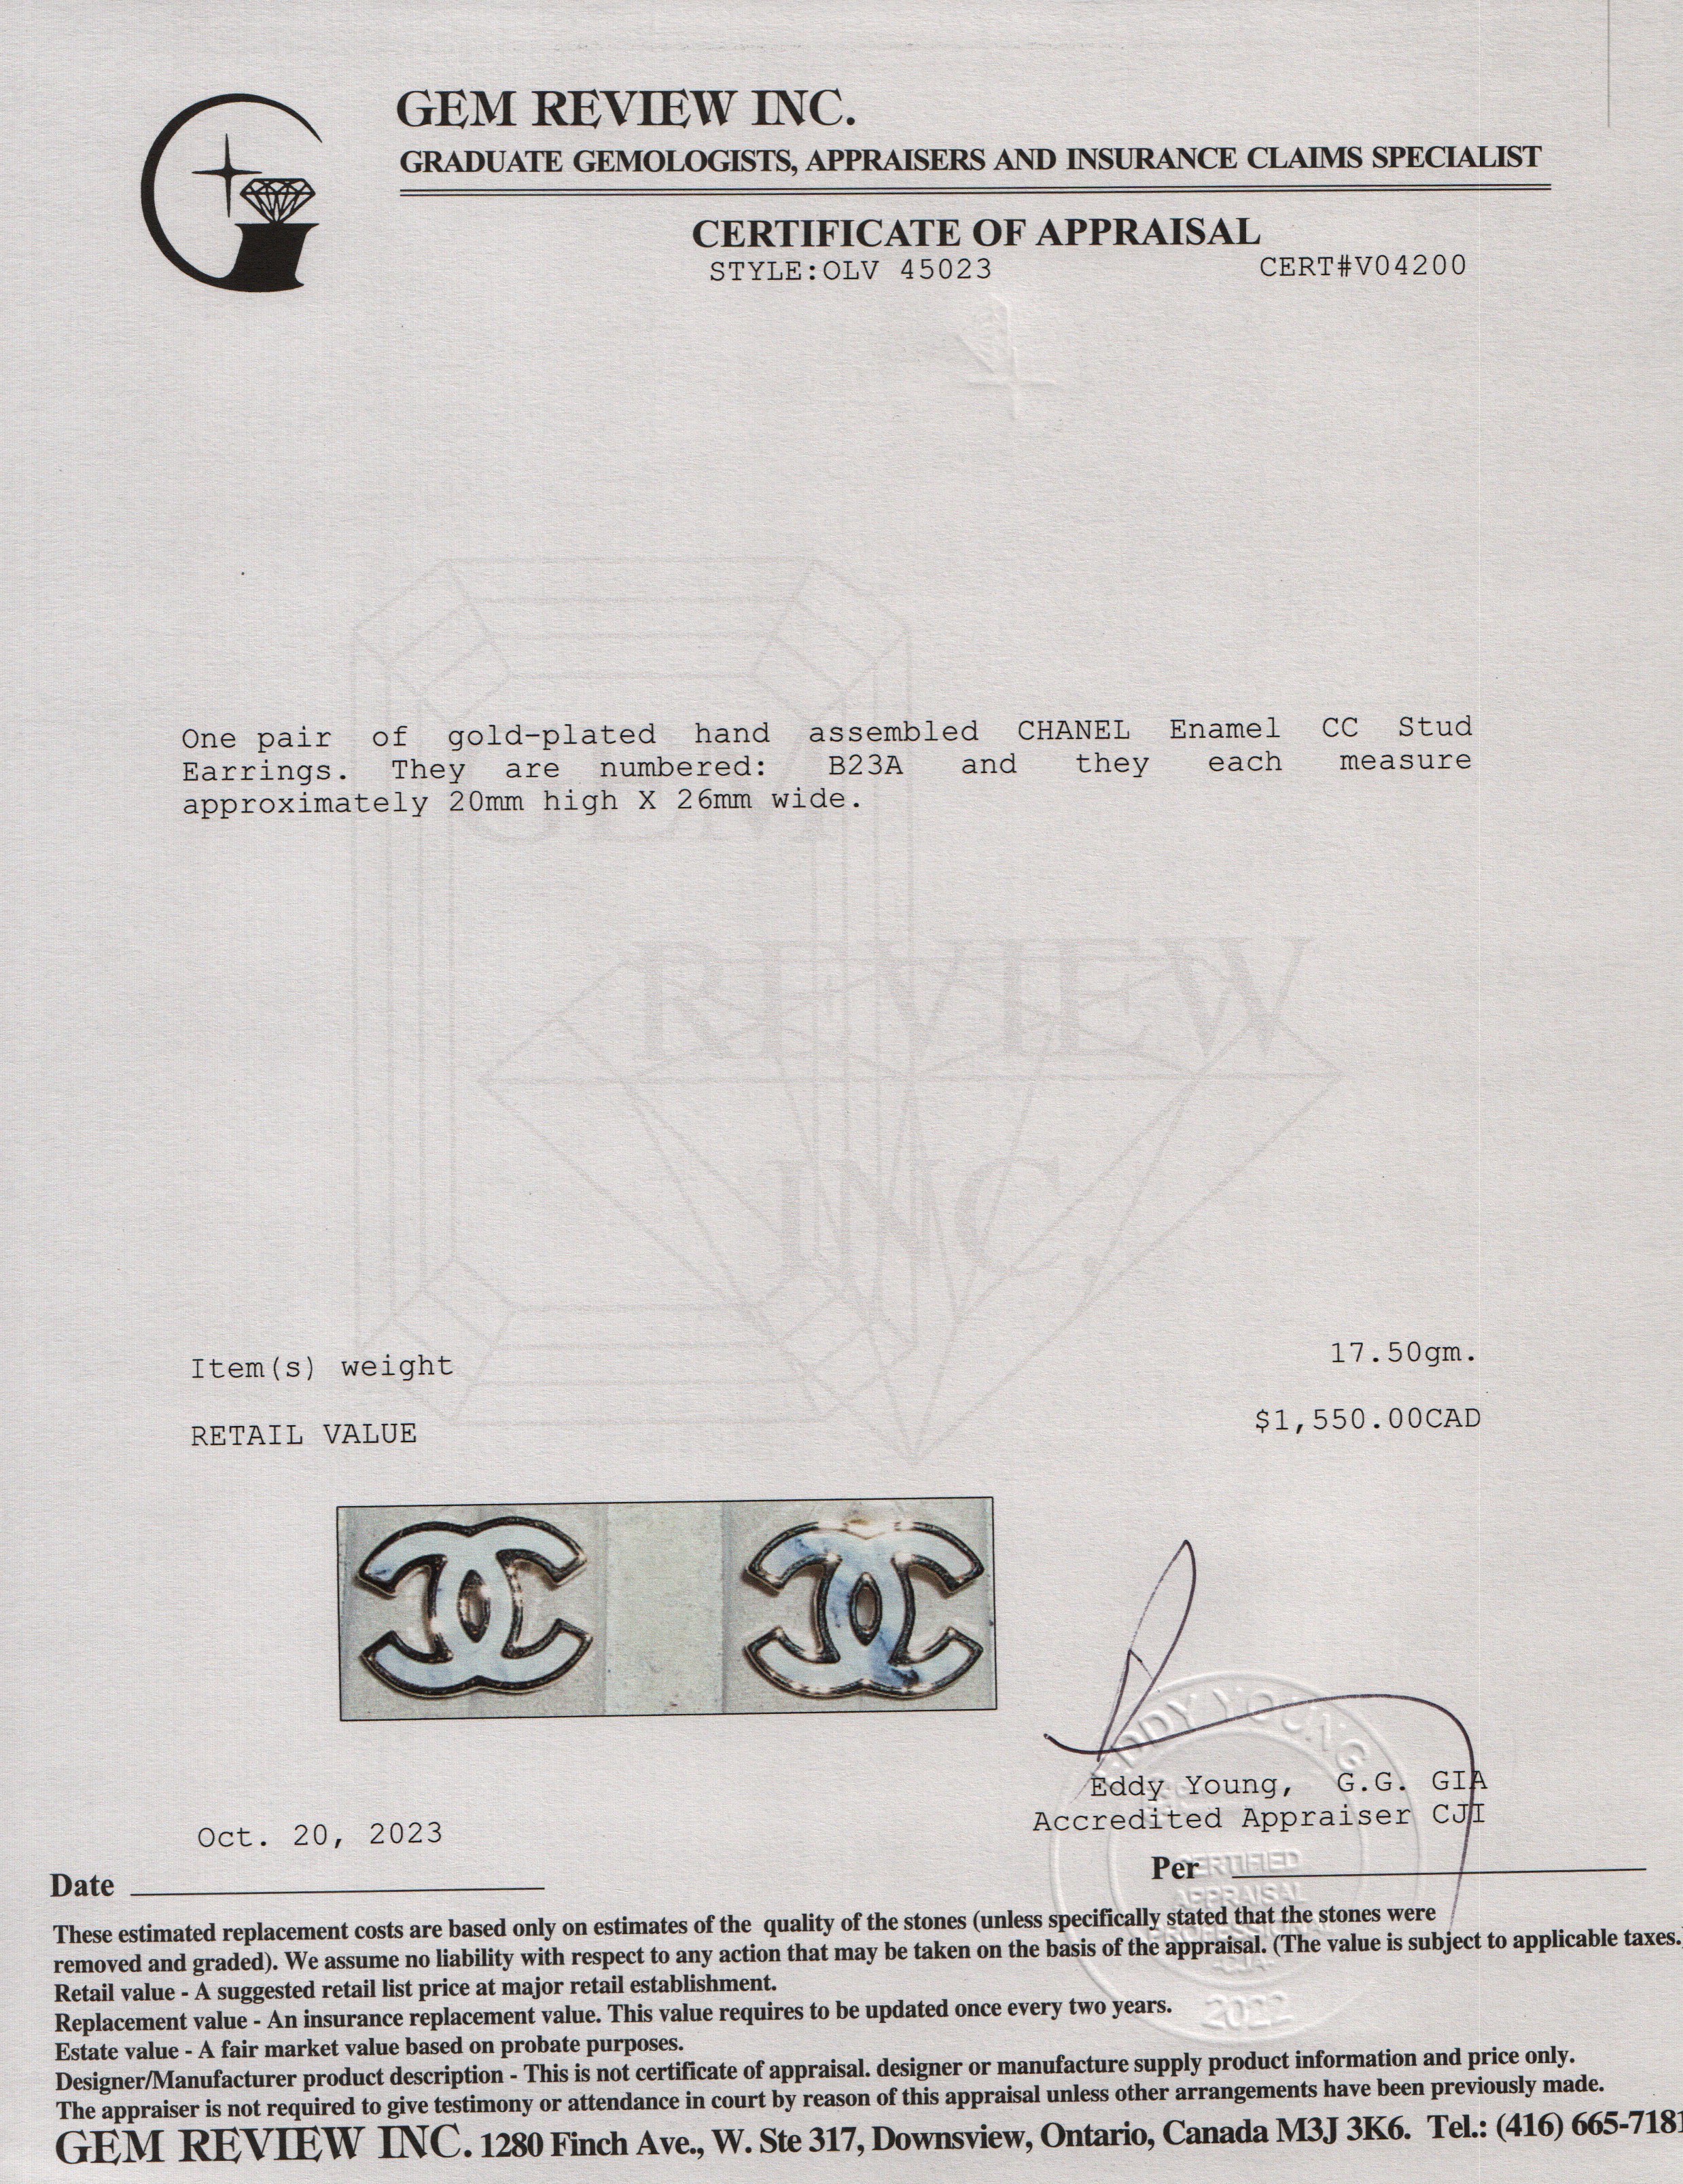 GEM REVIEW INC.
GRADUATE GEMOLOGISTS, APPRAISERS AND INSURANCE CLAIMS SPECIALIST
CERTIFICATE OF APPRAISAL
STYLE:OLV 45023
CERT#V04200
One pair of gold-plated hand assembled CHANEL Enamel CC Stud
Earrings. They are numbered: B23A and they each measure
approximately 20mm high X 26mm wide.
GEM
REVIEW
INC.
Item(s) weight 17.50gm.
RETAIL VALUE $1,550.00CAD
EDDY YOUNG
Eddy Young, G.G. GIA
Accredited Appraiser CJI
Oct. 20, 2023
Date
Per
CERTIFIED
APPRAISAL
PROFESSIONAL
2022
These estimated replacement costs are based only on estimates of the quality of the stones (unless specifically stated that the stones were
removed and graded). We assume no liability with respect to any action that may be taken on the basis of the appraisal. (The value is subject to applicable taxes.
Retail value - A suggested retail list price at major retail establishment.
Replacement value - An insurance replacement value. This value requires to be updated once every two years.
Estate value - A fair market value based on probate purposes.
Designer/Manufacturer product description - This is not certificate of appraisal. designer or manufacture supply product information and price only.
The appraiser is not required to give testimony or attendance in court by reason of this appraisal unless other arrangements have been previously made.
GEM REVIEW INC. 1280 Finch Ave., W. Ste 317, Downsview, Ontario, Canada M3J 3K6. Tel.: (416) 665-7181